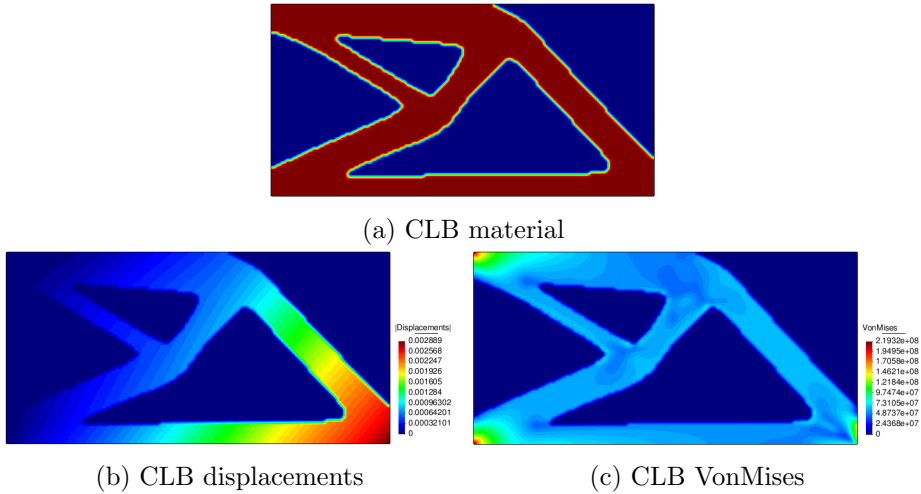 (a) CLB material
|Displacements|
0.002889
0.002568
0.002247
0.001926
0.001605
0.001284
0.00096302
0.00064201
0.00032101
0
VonMises
2.1932e+08
1.9495e+08
1.7058e+08
1.4621e+08
1.2184e+08
9.7474e+07
7.3105e+07
4.8737e+07
2.4368e+07
0
(b) CLB displacements
(c) CLB VonMises